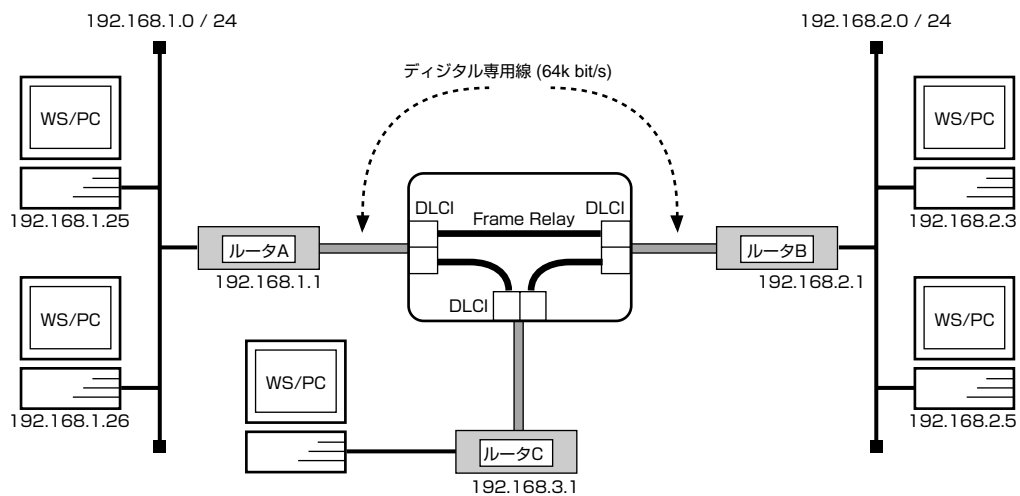 192.168.1.0 / 24
192.168.2.0 / 24
ディジタル専用線 (64k bit/s)
WS/PC
WS/PC
192.168.1.25
192.168.2.3
DLCI
Frame Relay
DLCI
ルータA
ルータB
192.168.1.1
192.168.2.1
DLCI
WS/PC
WS/PC
WS/PC
192.168.1.26
192.168.2.5
ルータC
192.168.3.1